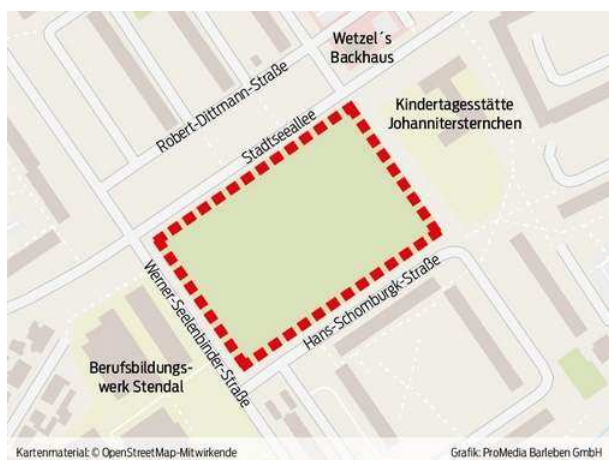 Wetzel´s
Backhaus
Robert-Dittmann-Straße
Stadtseeallee
Kindertagesstätte
Johannitersternchen
Werner-Seelenbinder-Straße
Hans-Schomburgk-Straße
Berufsbildungs-
werk Stendal
Kartenmaterial: © OpenStreetMap-Mitwirkende
Grafik: ProMedia Barleben GmbH